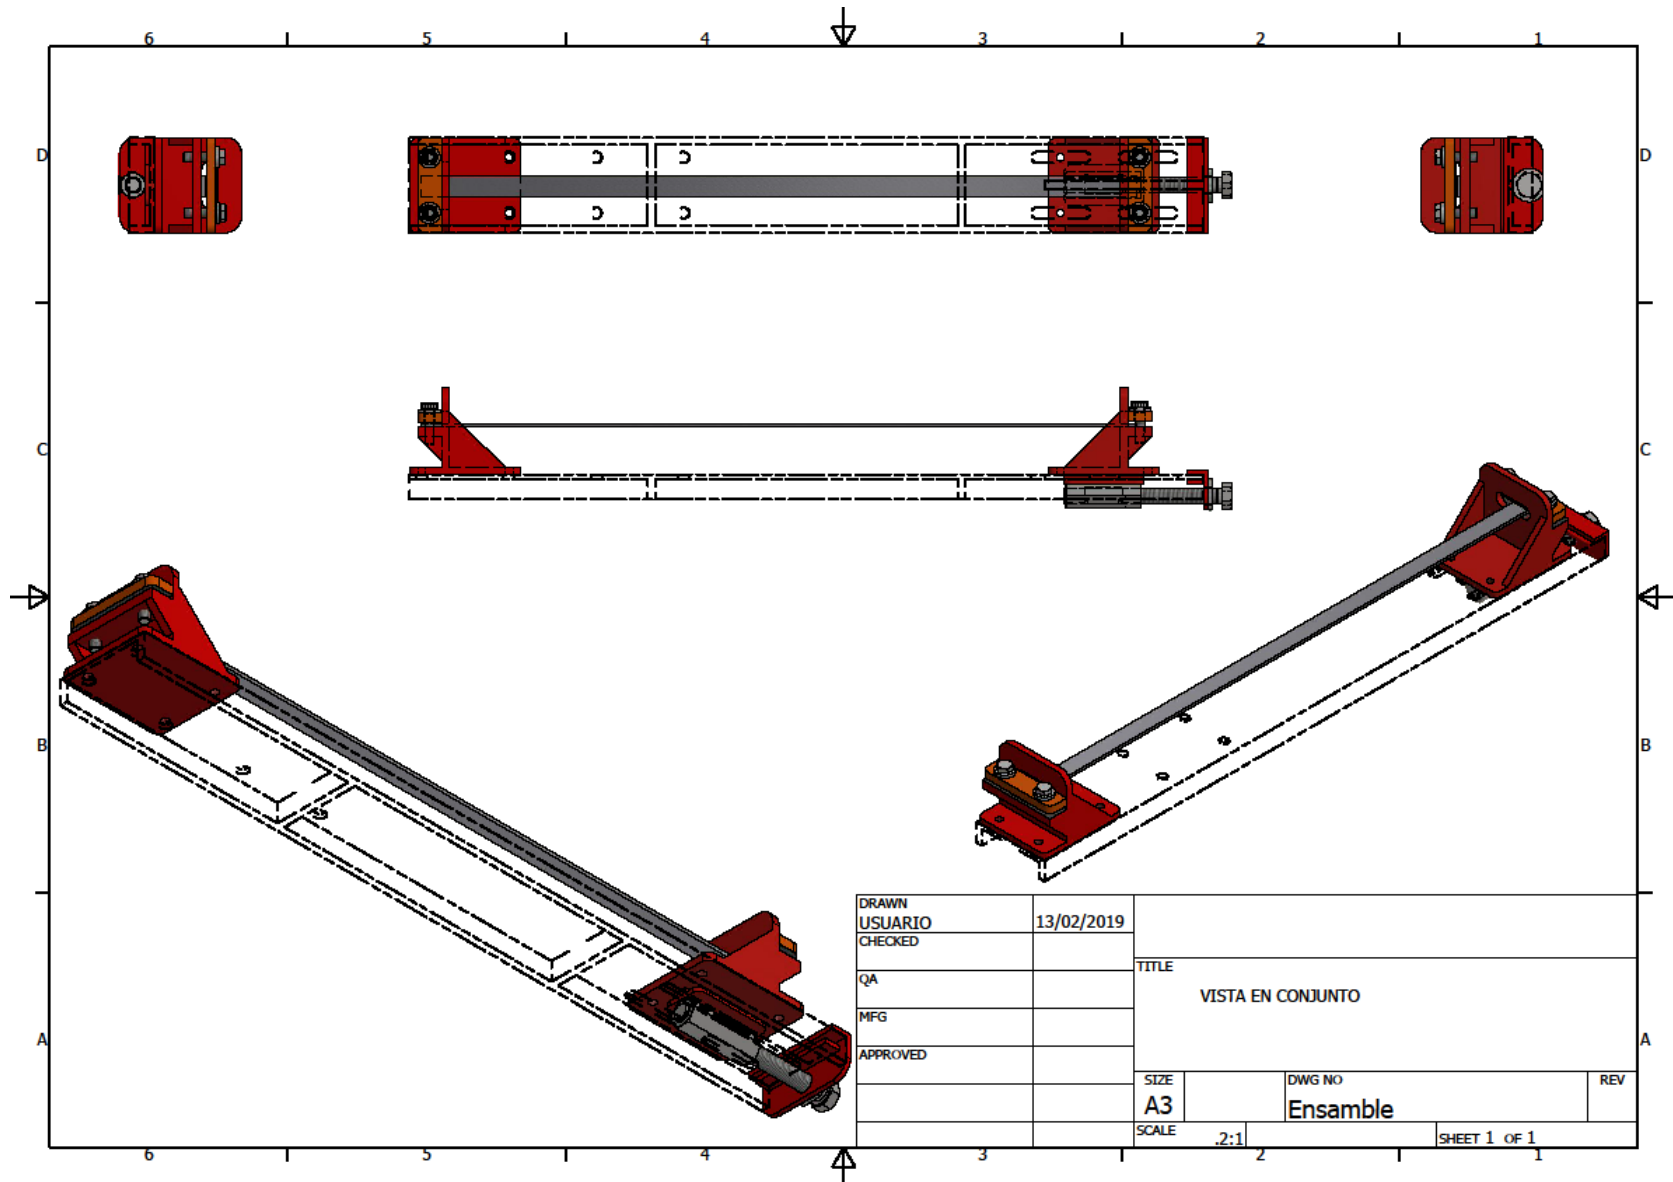 6 5 4 3 2 1
D D
C C
B B
A A
DRAWN
USUARIO 13/02/2019
CHECKED
QA
MFG
APPROVED
TITLE
VISTA EN CONJUNTO
SIZE
A3
DWG NO
Ensamble
REV
SCALE
.2:1
SHEET 1 OF 1
6 5 4 3 2 1